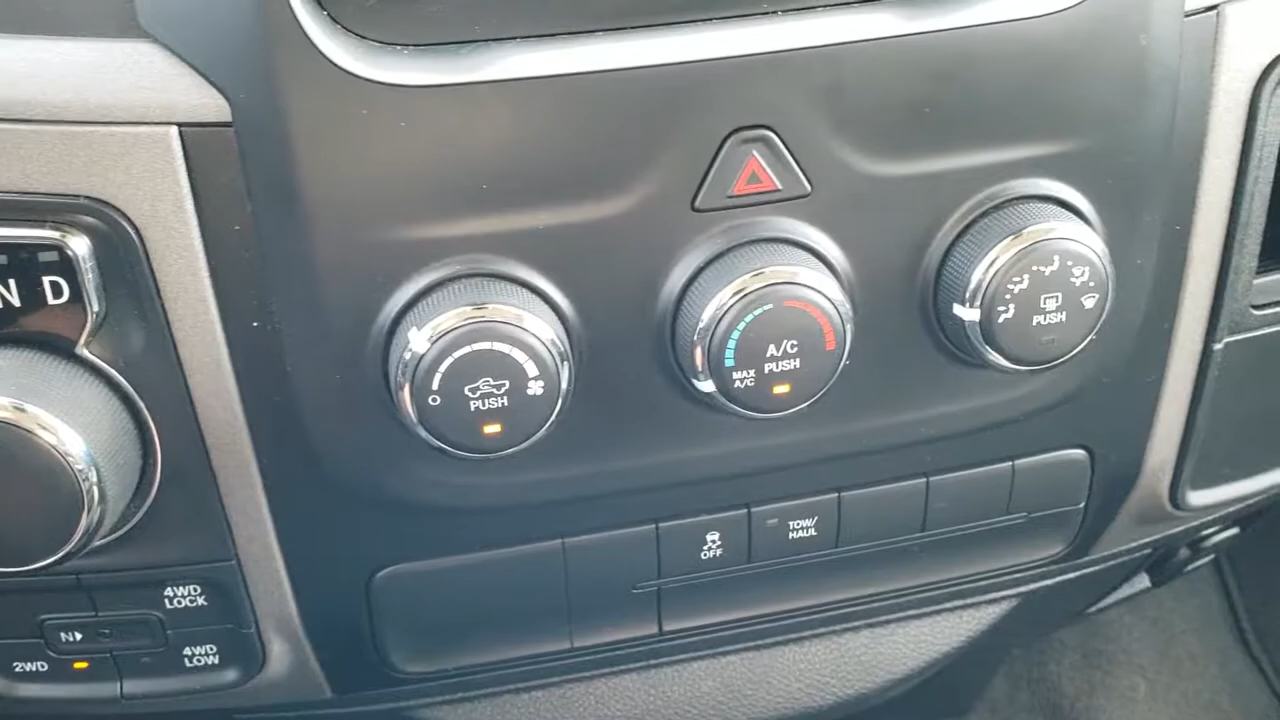 N D
PUSH
A/C
PUSH
MAX
A/C
PUSH
OFF
TOW/
HAUL
4WD
LOCK
N
2WD
4WD
LOW